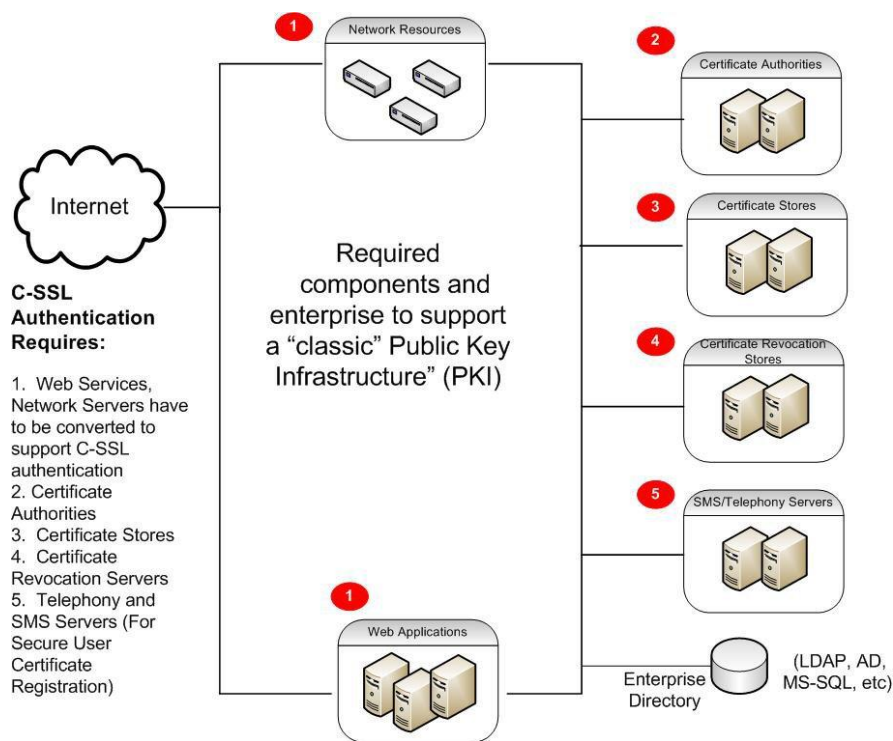 1
Network Resources
2
Certificate Authorities
Internet
3
Certificate Stores
C-SSL
Authentication
Requires:
1. Web Services,
Network Servers have
to be converted to
support C-SSL
authentication
2. Certificate
Authorities
3. Certificate Stores
4. Certificate
Revocation Servers
5. Telephony and
SMS Servers (For
Secure User
Certificate
Registration)
Required
components and
enterprise to support
a “classic” Public Key
Infrastructure” (PKI)
4
Certificate Revocation
Stores
5
SMS/Telephony Servers
1
Web Applications
Enterprise
Directory
(LDAP, AD,
MS-SQL, etc)